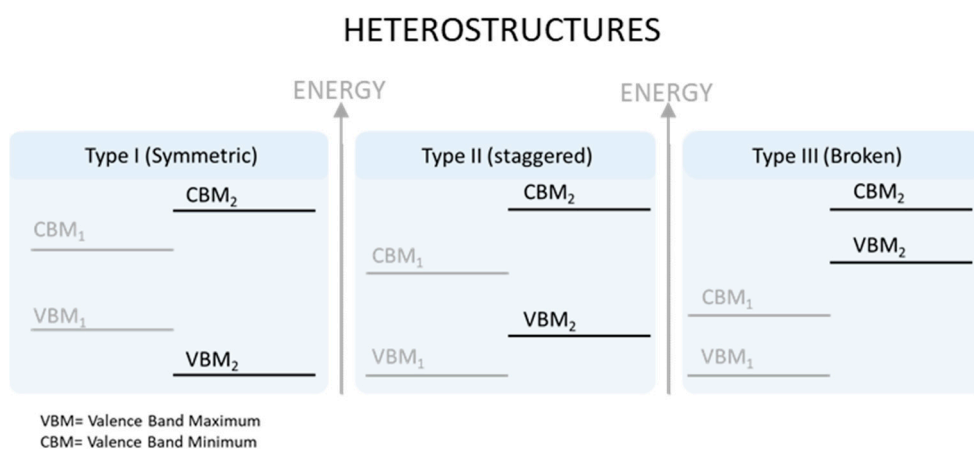 HETEROSTRUCTURES
ENERGY
ENERGY
Type I (Symmetric)
CBM₂
CBM₁
VBM₁
VBM₂
Type II (staggered)
CBM₂
CBM₁
VBM₂
VBM₁
Type III (Broken)
CBM₂
VBM₂
CBM₁
VBM₁
VBM= Valence Band Maximum
CBM= Valence Band Minimum